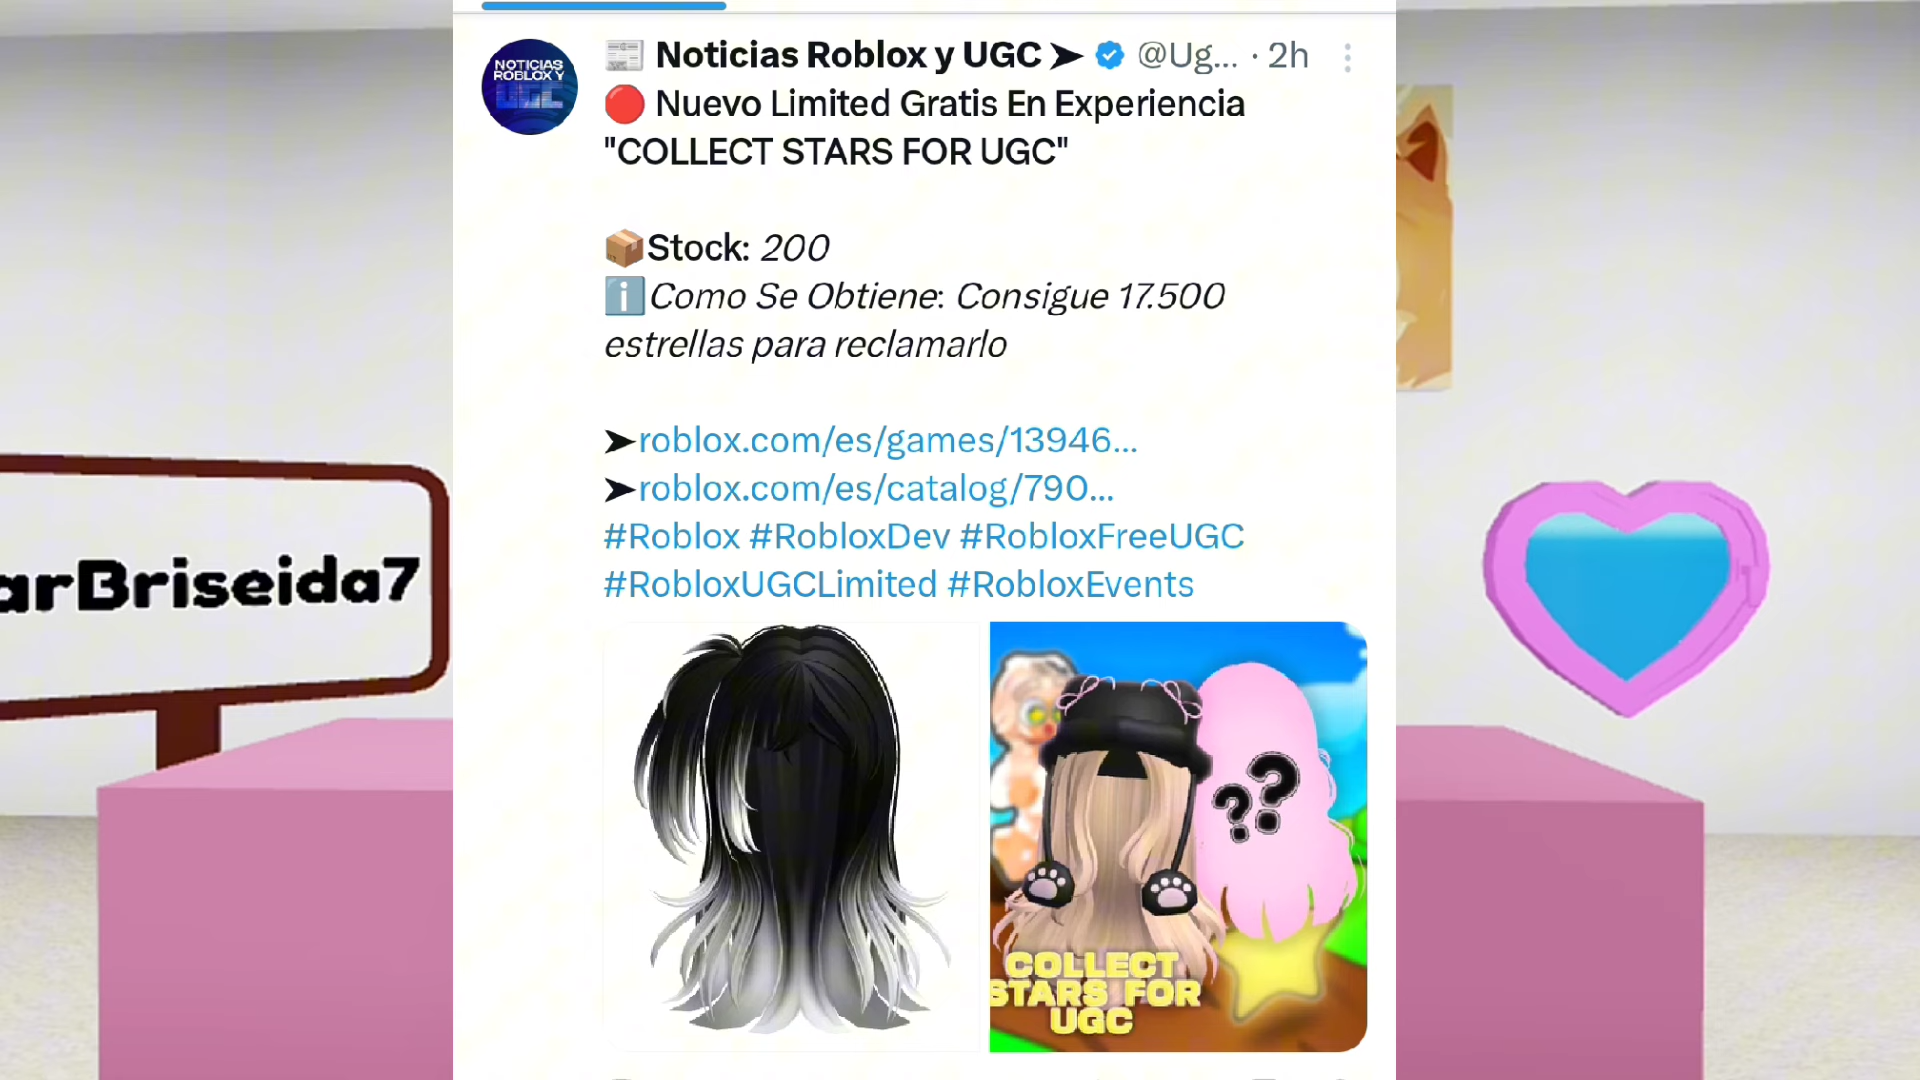 NOTICIAS
ROBLOX Y
UGC
Noticias Roblox y UGC ➤ @Ug... · 2h
Nuevo Limited Gratis En Experiencia
"COLLECT STARS FOR UGC"
Stock: 200
Como Se Obtiene: Consigue 17.500
estrellas para reclamarlo
➤roblox.com/es/games/13946...
➤roblox.com/es/catalog/790...
#Roblox #RobloxDev #RobloxFreeUGC
#RobloxUGCLimited #RobloxEvents
arBriseida7
??
COLLECT
STARS FOR
UGC